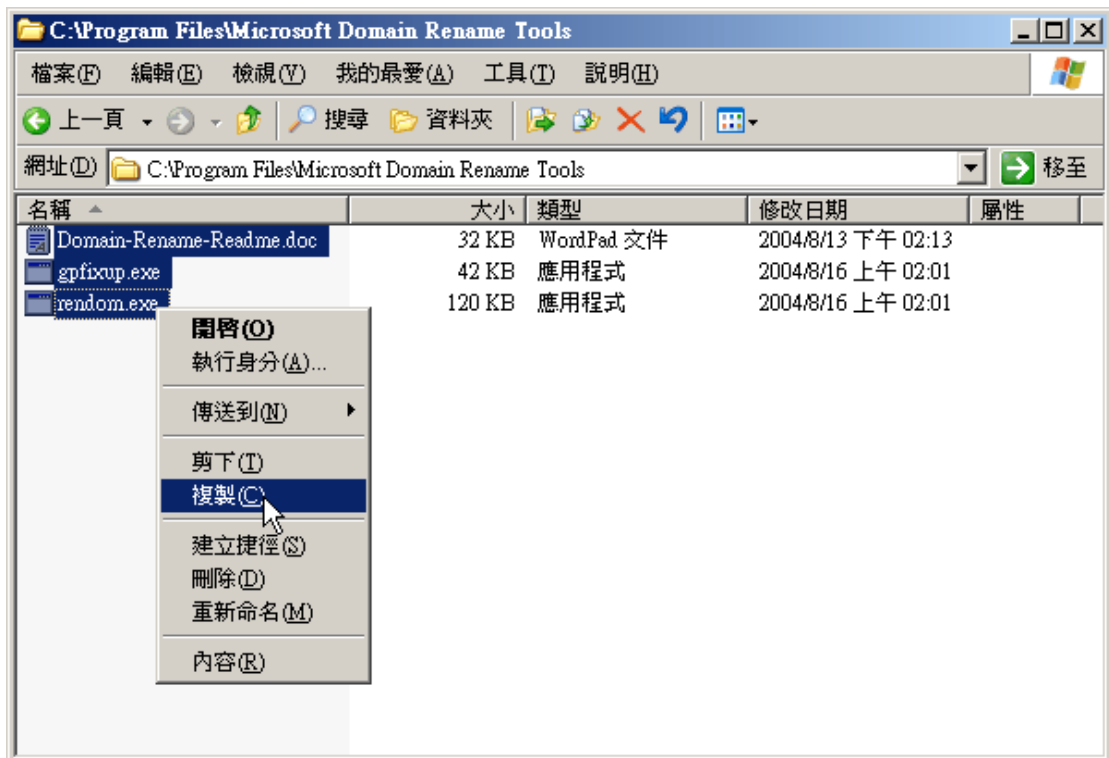 C:\Program Files\Microsoft Domain Rename Tools
檔案(F) 編輯(E) 檢視(V) 我的最愛(A) 工具(T) 說明(H)
上一頁 搜尋 資料夾
網址(D) C:\Program Files\Microsoft Domain Rename Tools 移至
名稱 大小 類型 修改日期 屬性
Domain-Rename-Readme.doc 32 KB WordPad 文件 2004/8/13 下午 02:13
gpfixup.exe 42 KB 應用程式 2004/8/16 上午 02:01
rendom.exe 120 KB 應用程式 2004/8/16 上午 02:01
開啓(O)
執行身分(A)...
傳送到(N)
剪下(T)
複製(C)
建立捷徑(S)
刪除(D)
重新命名(M)
內容(R)